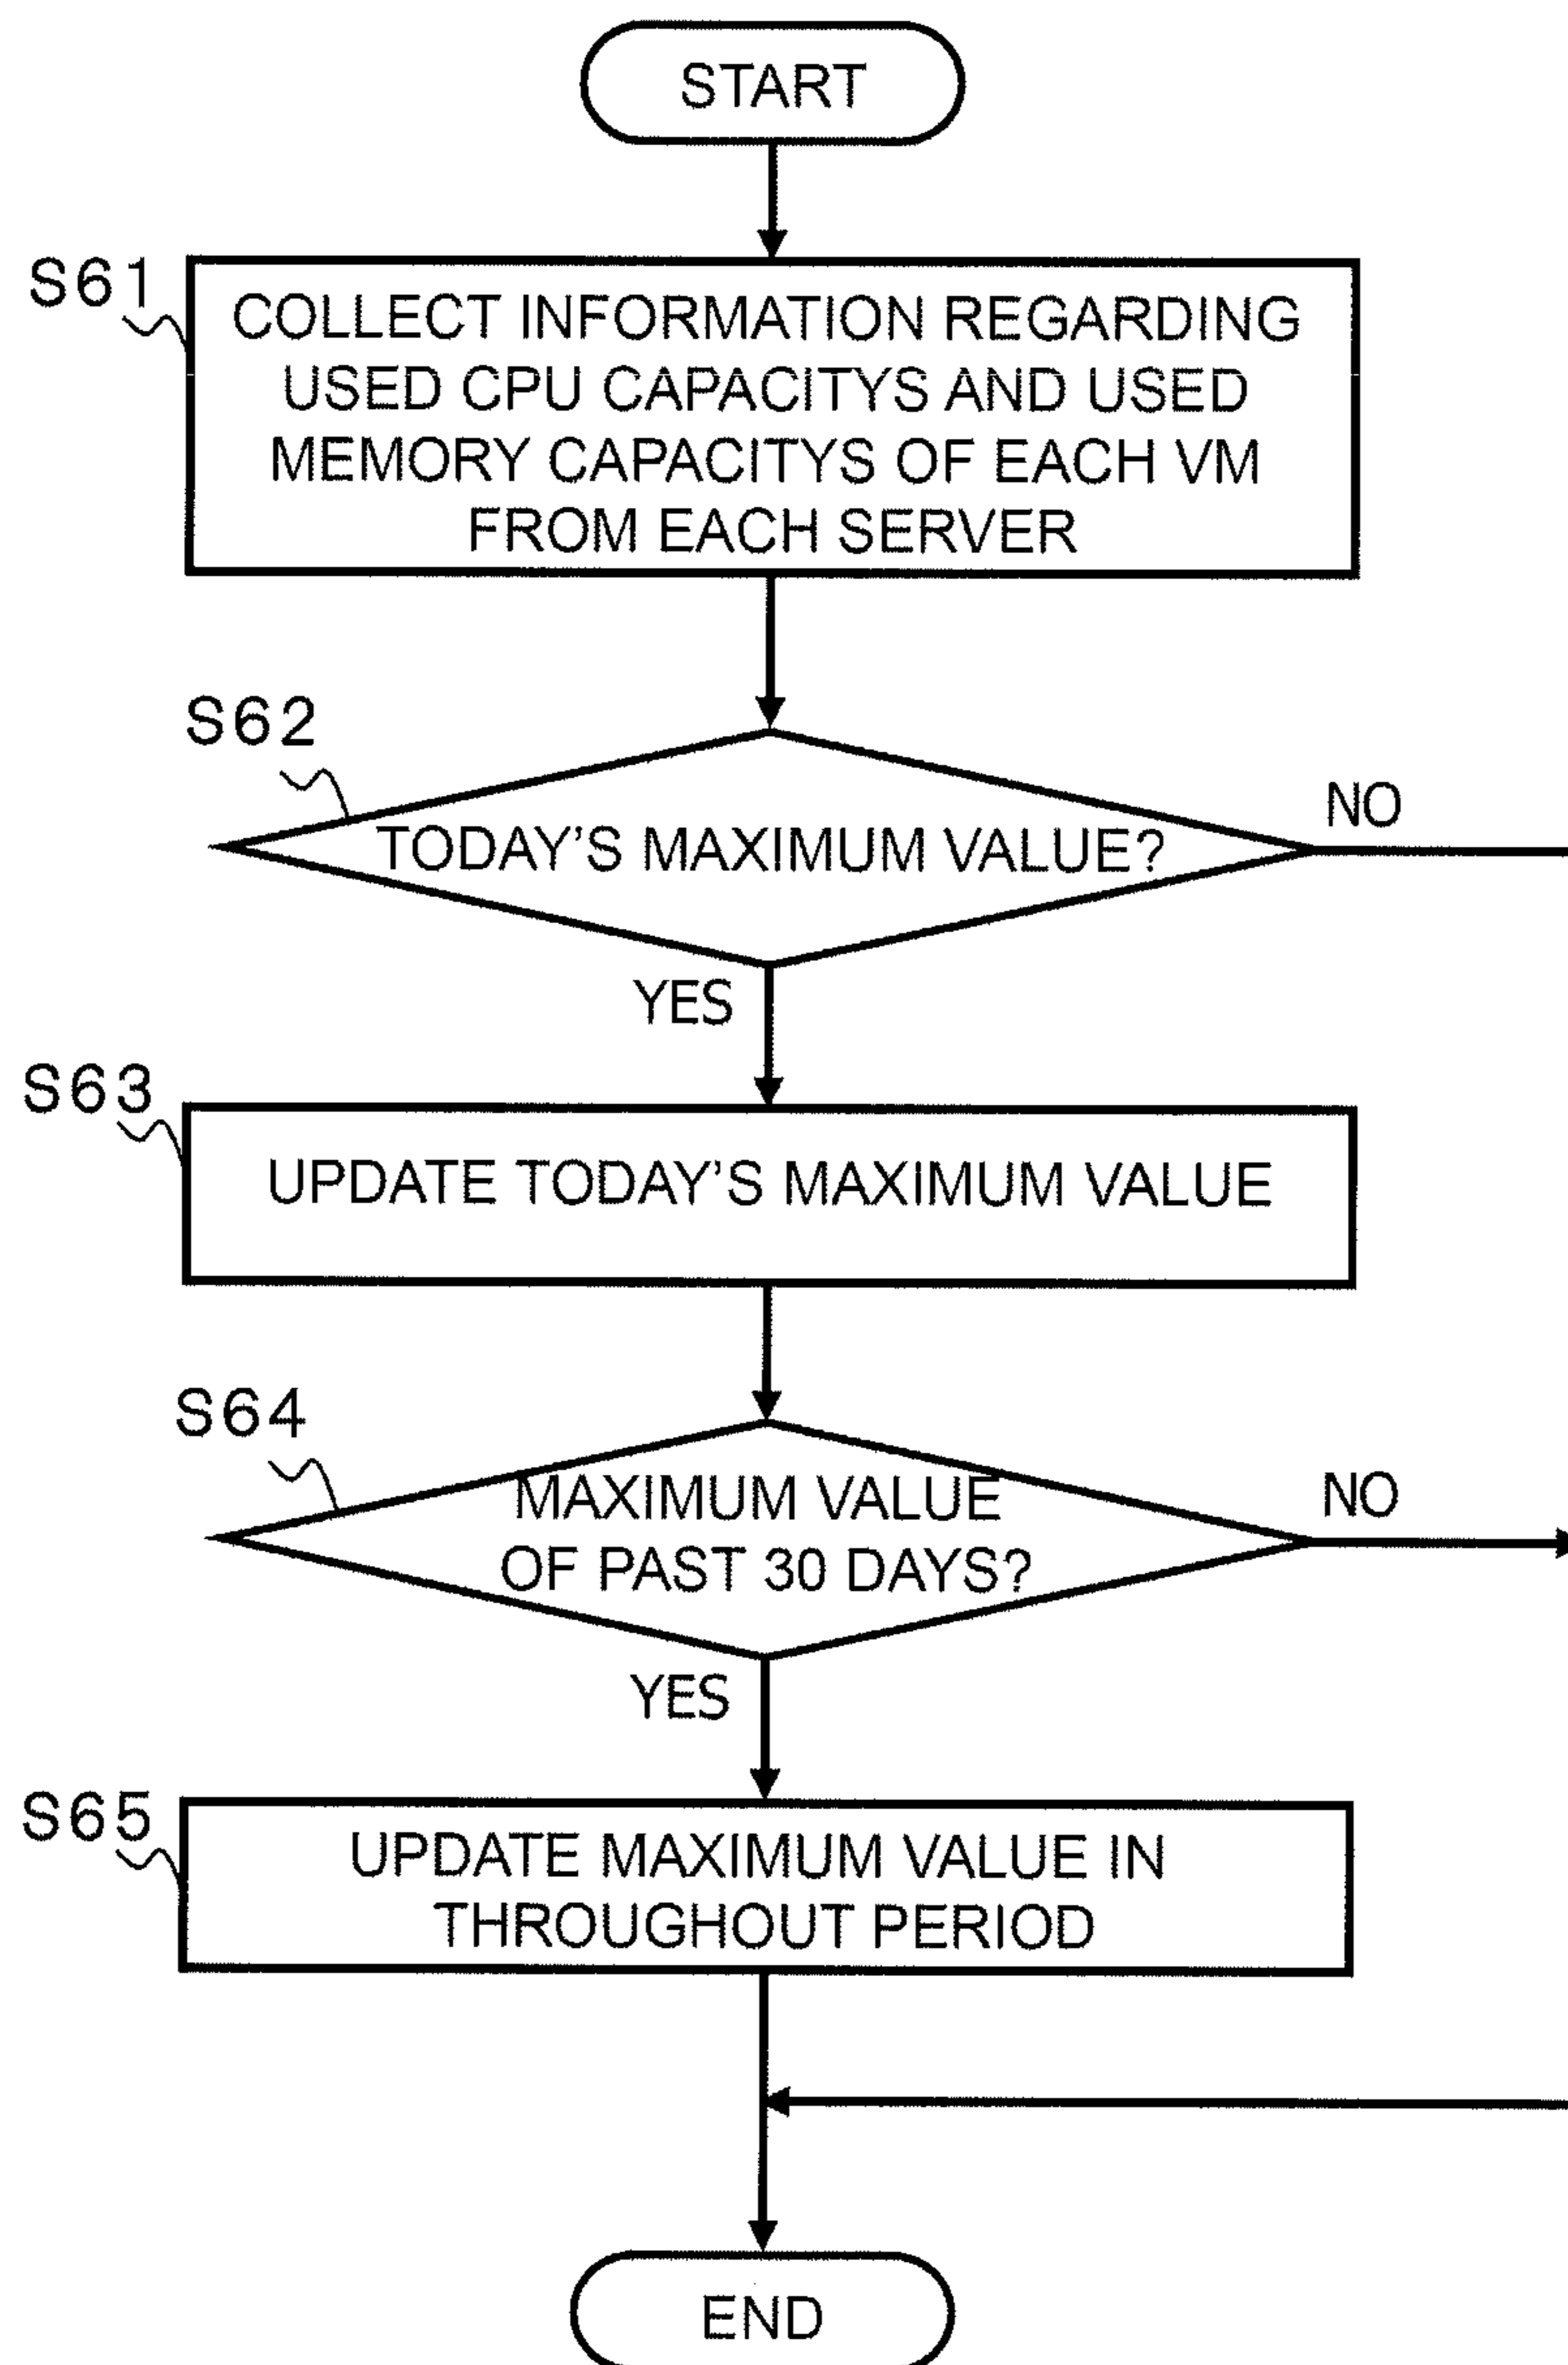 START
S61
COLLECT INFORMATION REGARDING
USED CPU CAPACITYS AND USED
MEMORY CAPACITYS OF EACH VM
FROM EACH SERVER
S62
TODAY'S MAXIMUM VALUE?
NO
YES
S63
UPDATE TODAY'S MAXIMUM VALUE
S64
MAXIMUM VALUE
OF PAST 30 DAYS?
NO
YES
S65
UPDATE MAXIMUM VALUE IN
THROUGHOUT PERIOD
END